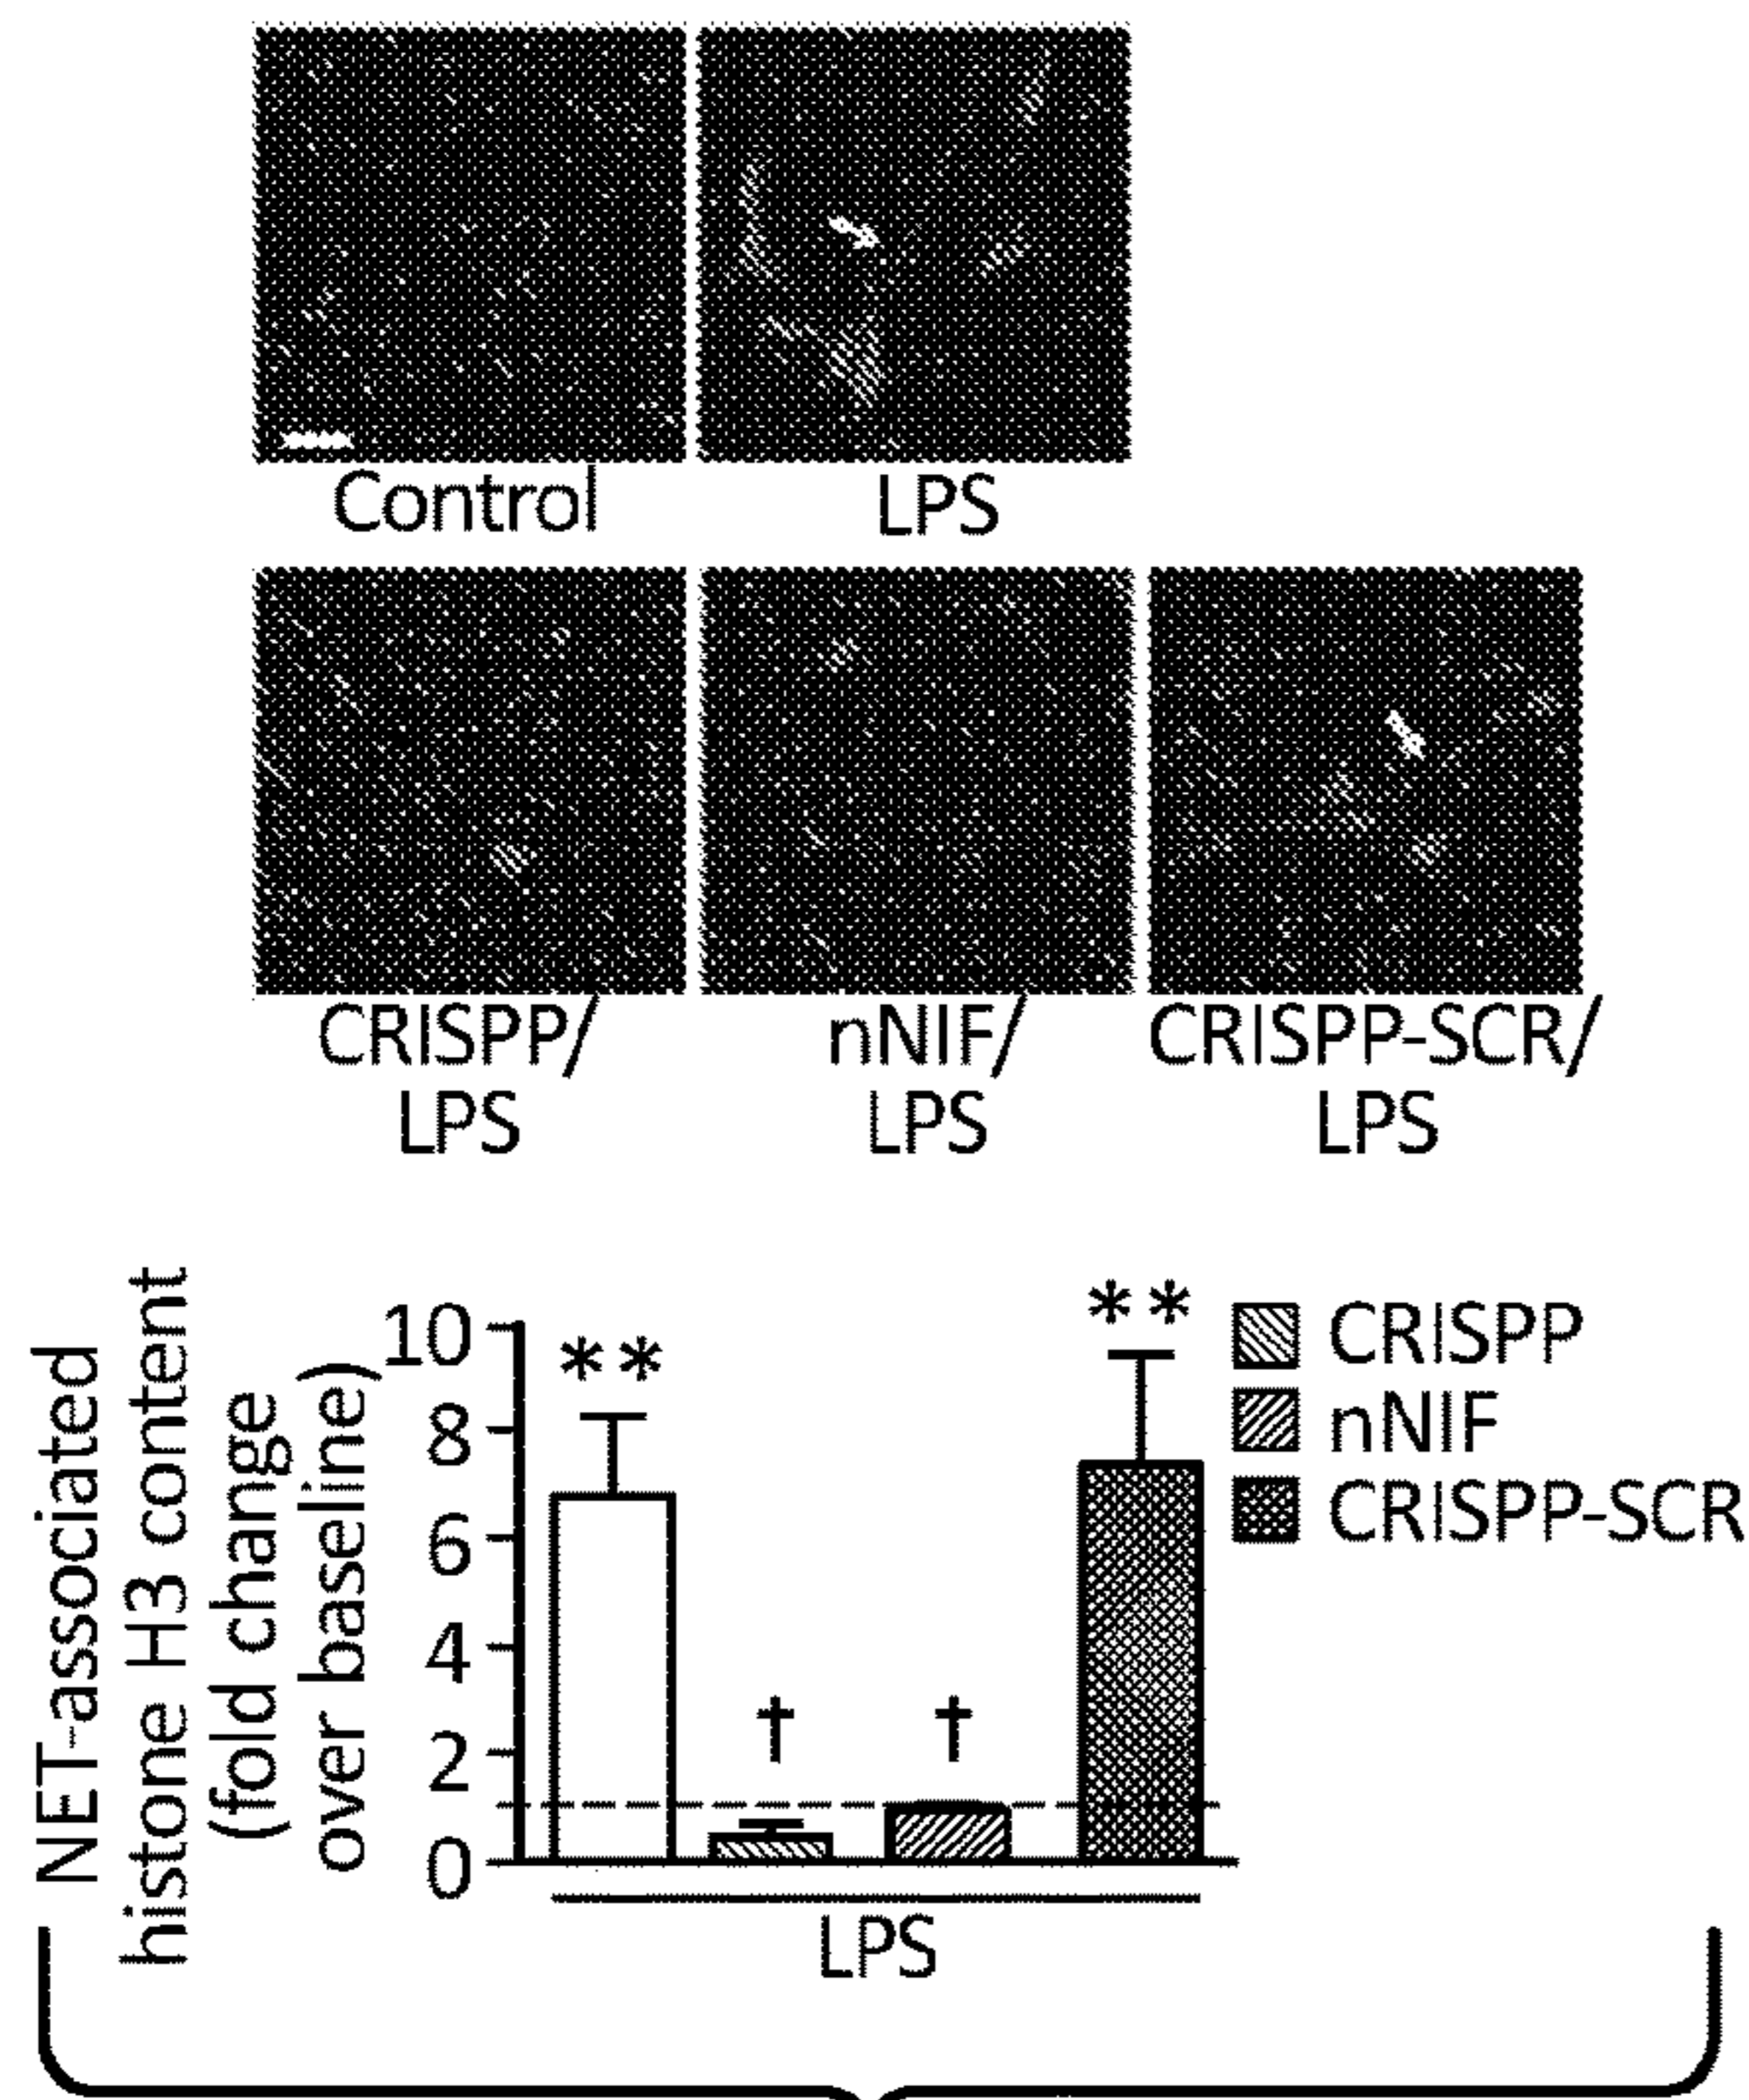 Control
LPS
CRISPP/
LPS
nNIF/
LPS
CRISPP-SCR/
LPS
NET-associated
histone H3 content
(fold change
over baseline)
10
8
6
4
2
0
**
†
†
**
LPS
CRISPP
nNIF
CRISPP-SCR